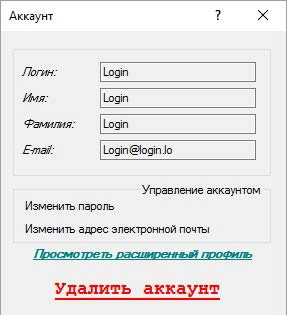 Аккаунт ?
Логин: Login
Имя: Login
Фамилия: Login
E-mail: Login@login.lo
Управление аккаунтом
Изменить пароль
Изменить адрес электронной почты
Просмотреть расширенный профиль
Удалить аккаунт